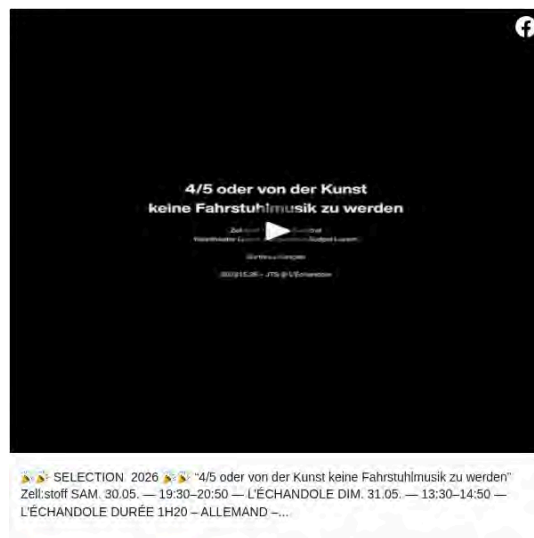 4/5 oder von der Kunst
keine Fahrstuhlmusik zu werden
🎉🎉 SELECTION 2026 🎉🎉 “4/5 oder von der Kunst keine Fahrstuhlmusik zu werden”
Zell:stoff SAM. 30.05. — 19:30–20:50 — L’ÉCHANDOLE DIM. 31.05. — 13:30–14:50 —
L’ÉCHANDOLE DURÉE 1H20 – ALLEMAND –...